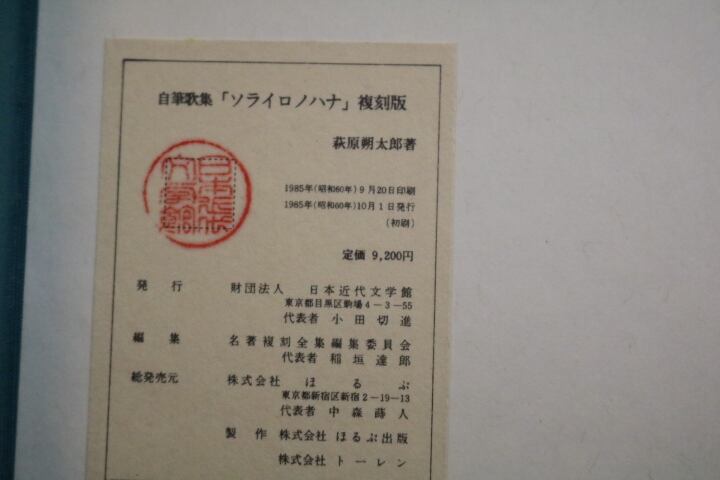 自筆歌集「ソライロノハナ」複刻版
萩原朔太郎著
1985年(昭和60年)9月20日印刷
1985年(昭和60年)10月1日発行
(初刷)
定価 9,200円
発行 財団法人 日本近代文学館
東京都目黒区駒場4-3-55
代表者 小田切進
編集 名著複刻全集編集委員会
代表者 稲垣達郎
総発売元 株式会社 ほるぷ
東京都新宿区新宿2-19-13
代表者 中森蒔人
製作 株式会社 ほるぷ出版
株式会社 トーレン